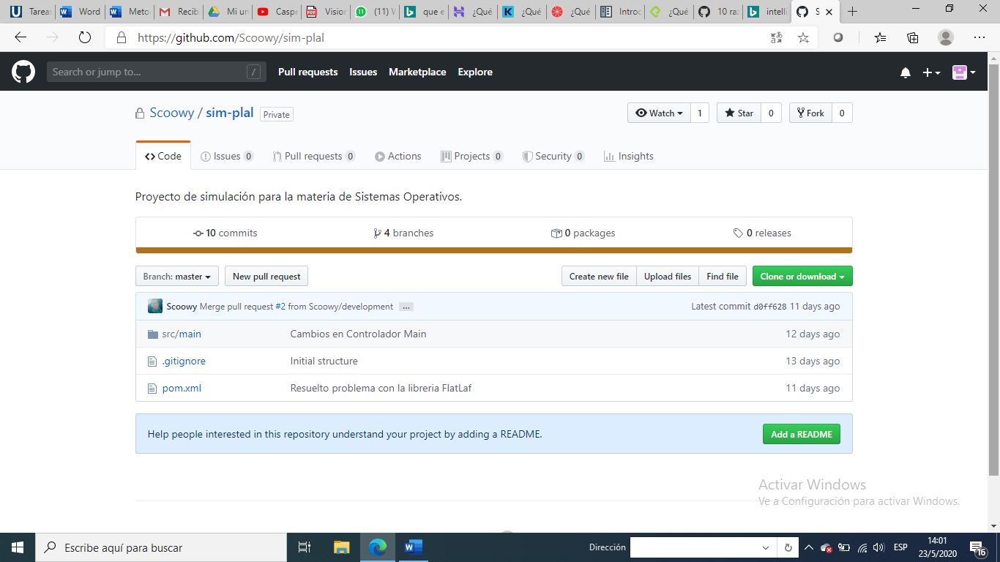 Tareas Word Meto Recib Mi un Caspe Vision (11) V que e ¿Qué ¿Qué ¿Qué Introc ¿Qué 10 ra intelli S
https://github.com/Scoowy/sim-plal
Search or jump to... / Pull requests Issues Marketplace Explore
Scoowy / sim-plal Private Watch 1 Star 0 Fork 0
Code Issues 0 Pull requests 0 Actions Projects 0 Security 0 Insights
Proyecto de simulación para la materia de Sistemas Operativos.
10 commits 4 branches 0 packages 0 releases
Branch: master New pull request Create new file Upload files Find file Clone or download
Scoowy Merge pull request #2 from Scoowy/development ... Latest commit d0ff628 11 days ago
src/main Cambios en Controlador Main 12 days ago
.gitignore Initial structure 13 days ago
pom.xml Resuelto problema con la libreria FlatLaf 11 days ago
Help people interested in this repository understand your project by adding a README. Add a README
Activar Windows
Ve a Configuración para activar Windows.
Escribe aquí para buscar Dirección ESP 14:01
23/5/2020 16